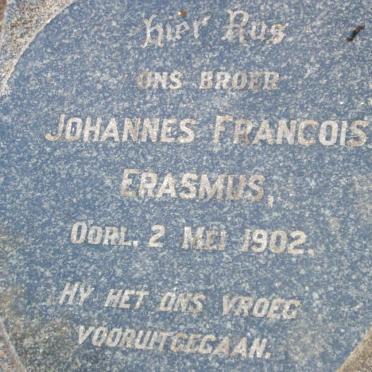 Hier Rus
ONS BROER
JOHANNES FRANCOIS
ERASMUS,
OORL. 2 MEI 1902.
HY HET ONS VROEG
VOORUITGEGAAN.